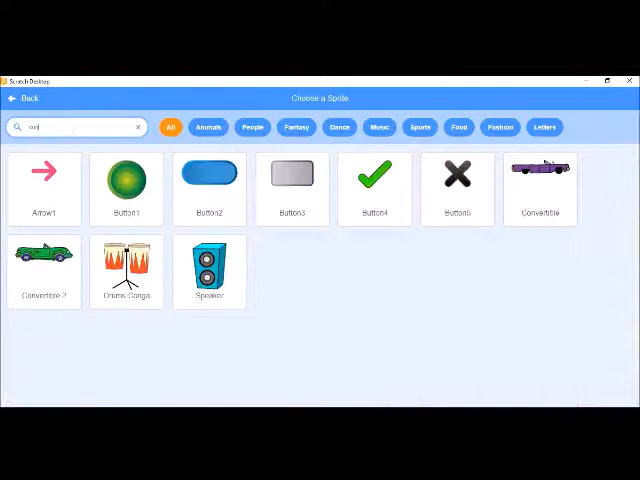 Scratch Desktop
Back
Choose a Sprite
All
Animals
People
Fantasy
Dance
Music
Sports
Food
Fashion
Letters
Arrow1
Button1
Button2
Button3
Button4
Button5
Convertible
Convertible 2
Drums Conga
Speaker